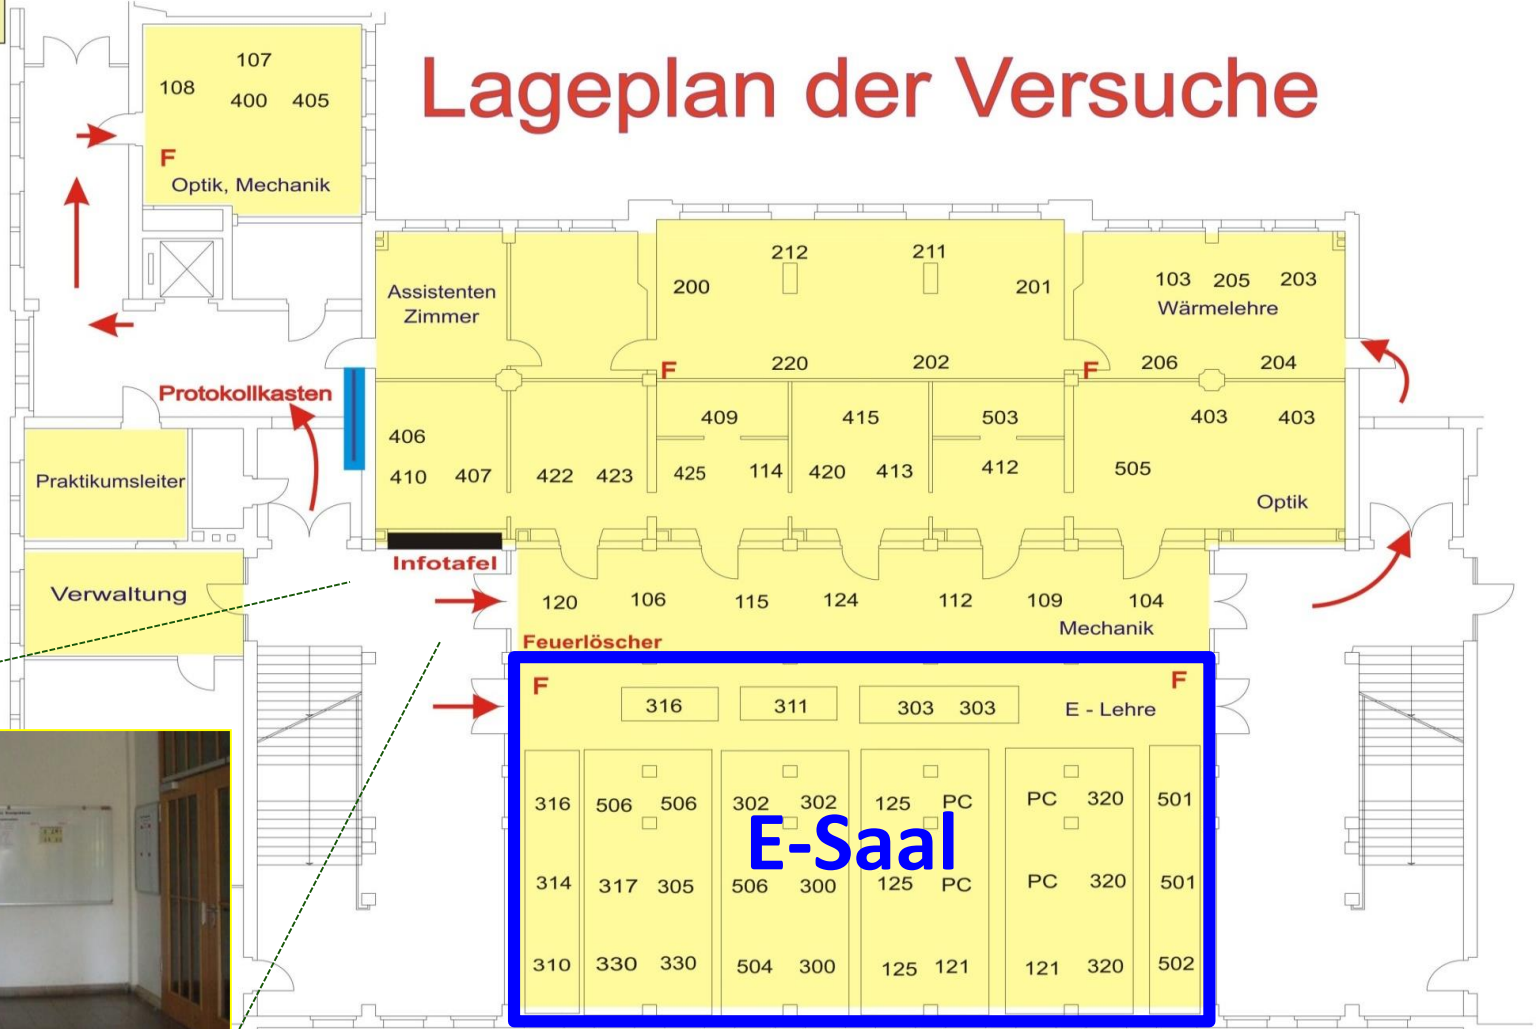 Lageplan der Versuche
107
108
400 405
F
Optik, Mechanik
Assistenten
Zimmer
212 211
200 201
220 202
F
103 205 203
Wärmelehre
206 204
F
Protokollkasten
406
410 407
422 423
409
425 114
415
420 413
503
412
403 403
505
Optik
Praktikumsleiter
Infotafel
Verwaltung
120 106 115 124 112 109 104
Mechanik
Feuerlöscher
F
F
316 311 303 303
E - Lehre
316 506 506 302 302 125 PC PC 320 501
E-Saal
314 317 305 506 300 125 PC PC 320 501
310 330 330 504 300 125 121 121 320 502